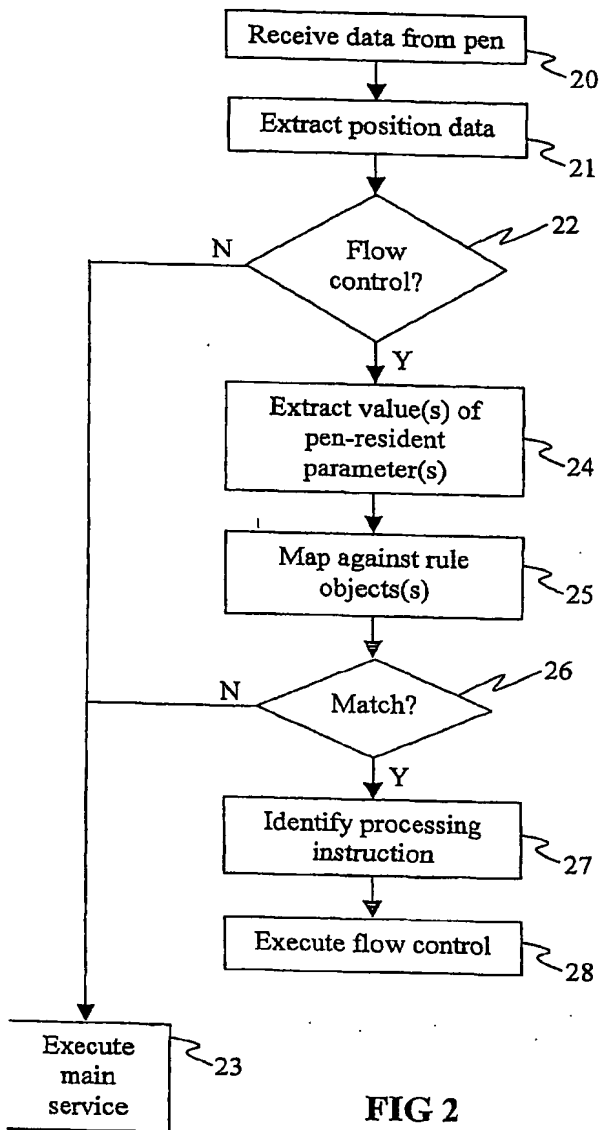 Receive data from pen
20
Extract position data
21
22
N
Flow
control?
Y
Extract value(s) of
pen-resident
parameter(s)
24
Map against rule
objects(s)
25
26
N
Match?
Y
Identify processing
instruction
27
Execute flow control
28
Execute
main
service
23
FIG 2